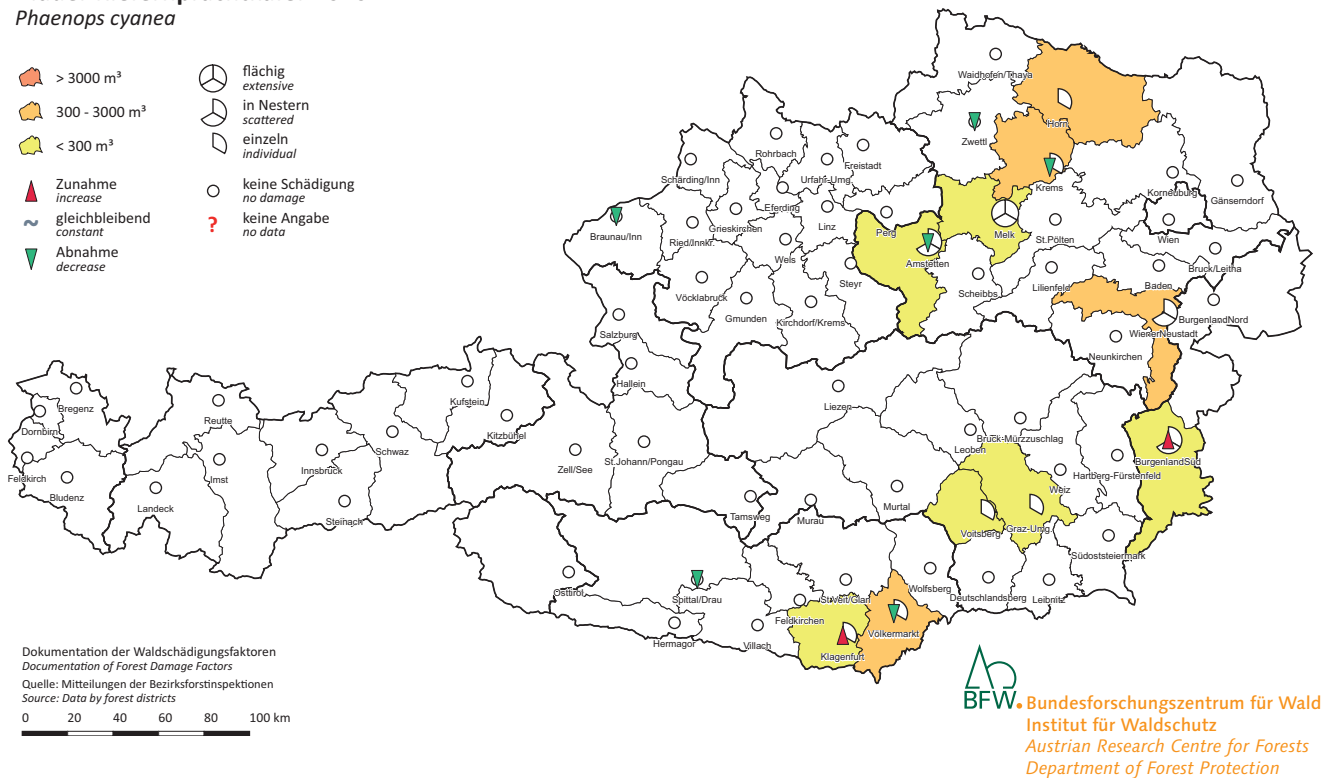 Phaenops cyanea
> 3000 m³
300 - 3000 m³
< 300 m³
Zunahme
increase
~ gleichbleibend
constant
Abnahme
decrease
flächig
extensive
in Nestern
scattered
einzeln
individual
keine Schädigung
no damage
? keine Angabe
no data
Waidhofen/Thaya
Horn
Zwettl
Krems
Korneuburg
Gänserndorf
Rohrbach
Freistadt
Schärding/Inn
Urfahr-Umg.
Eferding
Grieskirchen
Linz
Perg
Melk
St.Pölten
Wien
Braunau/Inn
Ried/Innkr.
Wels
Amstetten
Bruck/Leitha
Steyr
Scheibbs
Lilienfeld
Baden
Vöcklabruck
Gmunden
Kirchdorf/Krems
BurgenlandNord
Salzburg
WienerNeustadt
Neunkirchen
Hallein
Bregenz
Reutte
Kufstein
Liezen
Dornbirn
Kitzbühel
Bruck-Mürzzuschlag
Schwaz
Leoben
Zell/See
St.Johann/Pongau
BurgenlandSüd
Feldkirch
Innsbruck
Hartberg-Fürstenfeld
Imst
Weiz
Bludenz
Landeck
Steinach
Tamsweg
Murau
Murtal
Voitsberg
Graz-Umg.
Südoststeiermark
Osttirol
Spittal/Drau
St.Veit/Glan
Wolfsberg
Deutschlandsberg
Leibnitz
Feldkirchen
Völkermarkt
Hermagor
Villach
Klagenfurt
Dokumentation der Waldschädigungsfaktoren
Documentation of Forest Damage Factors
Quelle: Mitteilungen der Bezirksforstinspektionen
Source: Data by forest districts
0 20 40 60 80 100 km
BFW.
Bundesforschungszentrum für Wald
Institut für Waldschutz
Austrian Research Centre for Forests
Department of Forest Protection